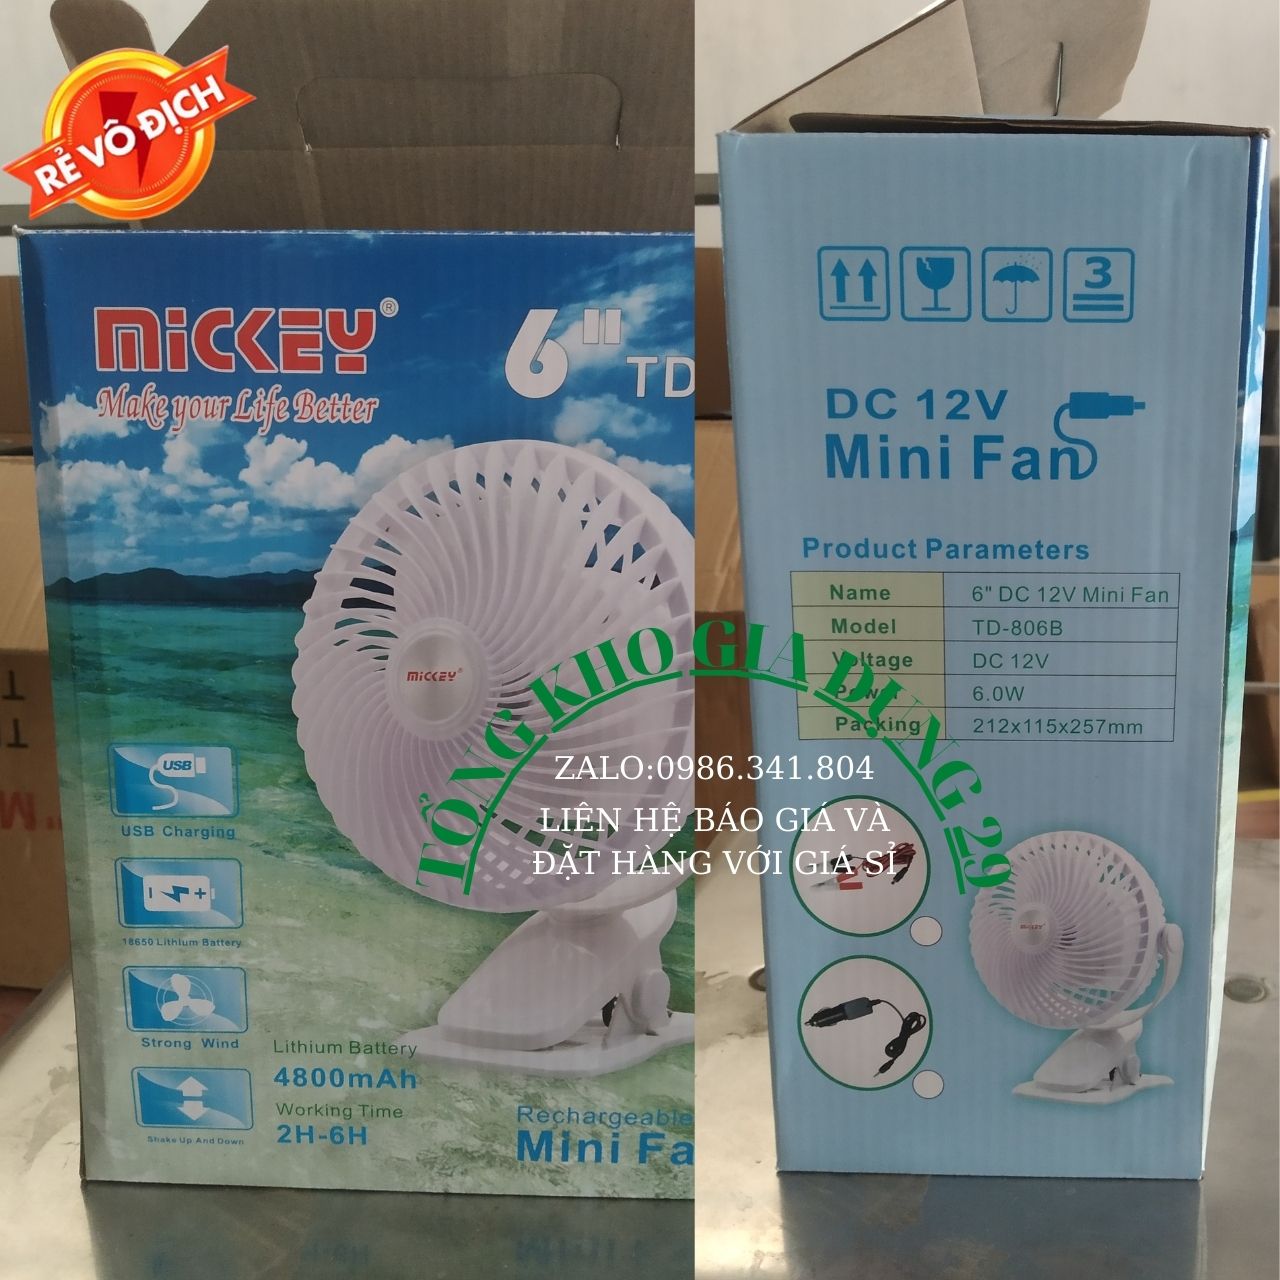 RẺ VÔ ĐỊCH
MiCKEY®
Make your Life Better
6" TD
MiCKEY®
USB
USB Charging
18650 Lithium Battery
Strong Wind
Shake Up And Down
Lithium Battery
4800mAh
Working Time
2H-6H
Rechargeable
Mini Fa
3
DC 12V
Mini Fan
Product Parameters
Name 6" DC 12V Mini Fan
Model TD-806B
Voltage DC 12V
Power 6.0W
Packing 212x115x257mm
MiCKEY
TỔNG KHO GIA DỤNG 29
ZALO:0986.341.804
LIÊN HỆ BÁO GIÁ VÀ
ĐẶT HÀNG VỚI GIÁ SỈ